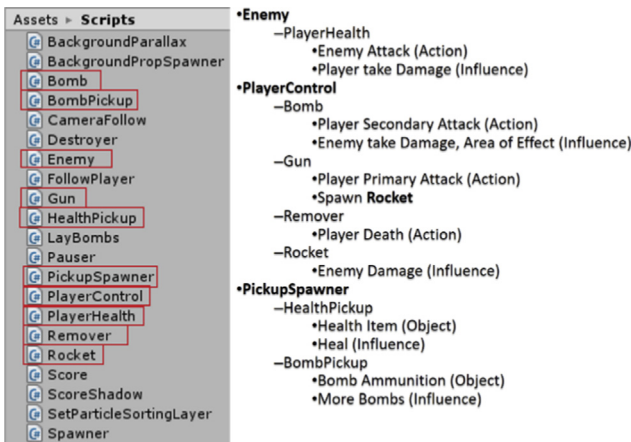 Assets ▸ Scripts
BackgroundParallax
BackgroundPropSpawner
Bomb
BombPickup
CameraFollow
Destroyer
Enemy
FollowPlayer
Gun
HealthPickup
LayBombs
Pauser
PickupSpawner
PlayerControl
PlayerHealth
Remover
Rocket
Score
ScoreShadow
SetParticleSortingLayer
Spawner
•Enemy
–PlayerHealth
•Enemy Attack (Action)
•Player take Damage (Influence)
•PlayerControl
–Bomb
•Player Secondary Attack (Action)
•Enemy take Damage, Area of Effect (Influence)
–Gun
•Player Primary Attack (Action)
•Spawn Rocket
–Remover
•Player Death (Action)
–Rocket
•Enemy Damage (Influence)
•PickupSpawner
–HealthPickup
•Health Item (Object)
•Heal (Influence)
–BombPickup
•Bomb Ammunition (Object)
•More Bombs (Influence)